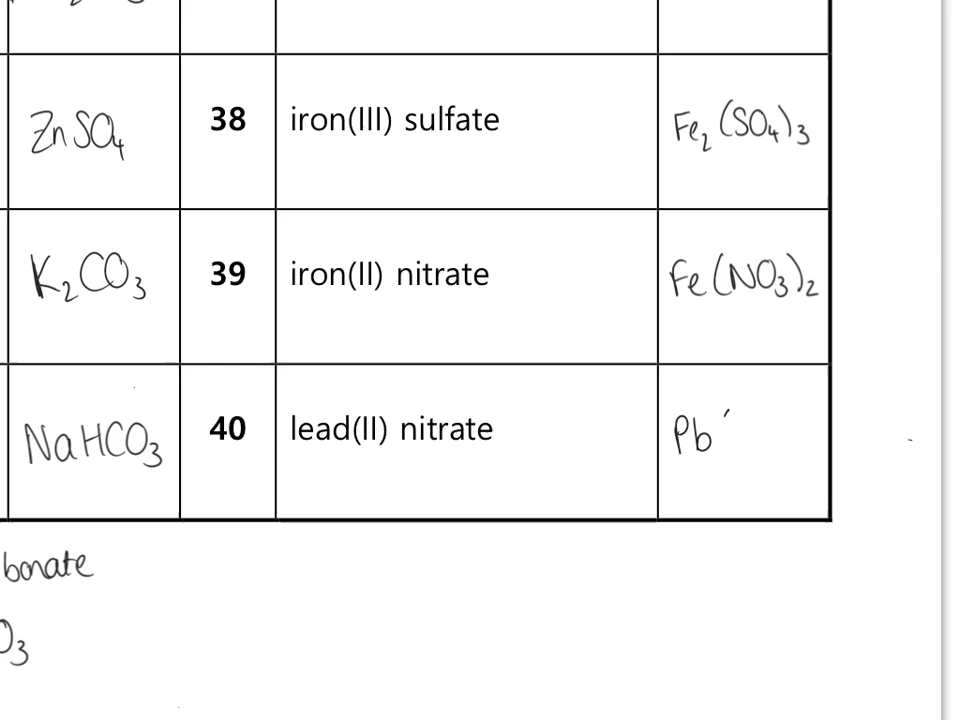 ZnSO₄ 38 iron(III) sulfate Fe₂(SO₄)₃
K₂CO₃ 39 iron(II) nitrate Fe(NO₃)₂
NaHCO₃ 40 lead(II) nitrate Pb
bonate
O₃